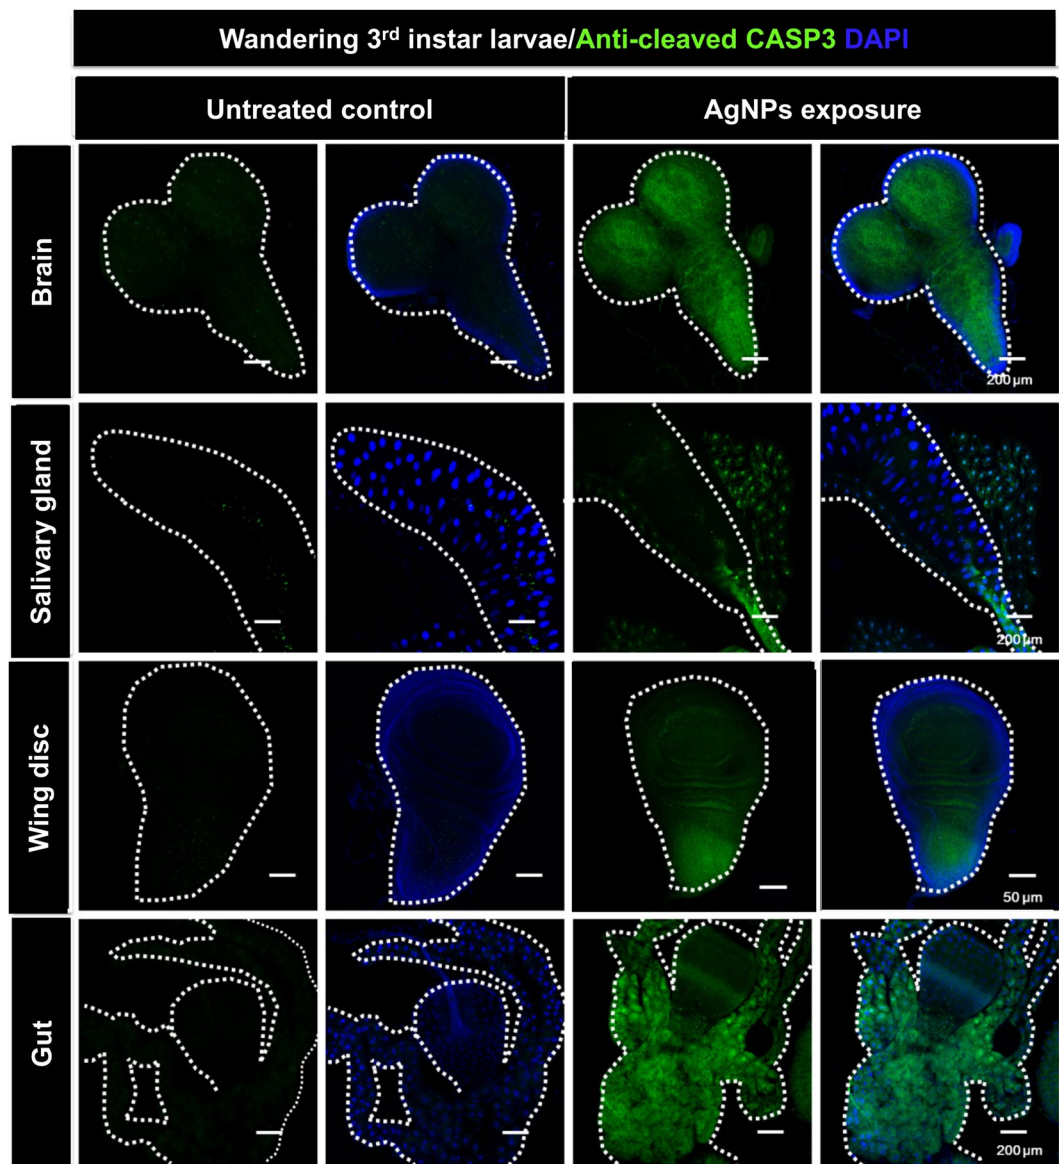 Wandering 3rd instar larvae/Anti-cleaved CASP3 DAPI
Untreated control
AgNPs exposure
Brain
200 µm
Salivary gland
200 µm
Wing disc
50 µm
Gut
200 µm